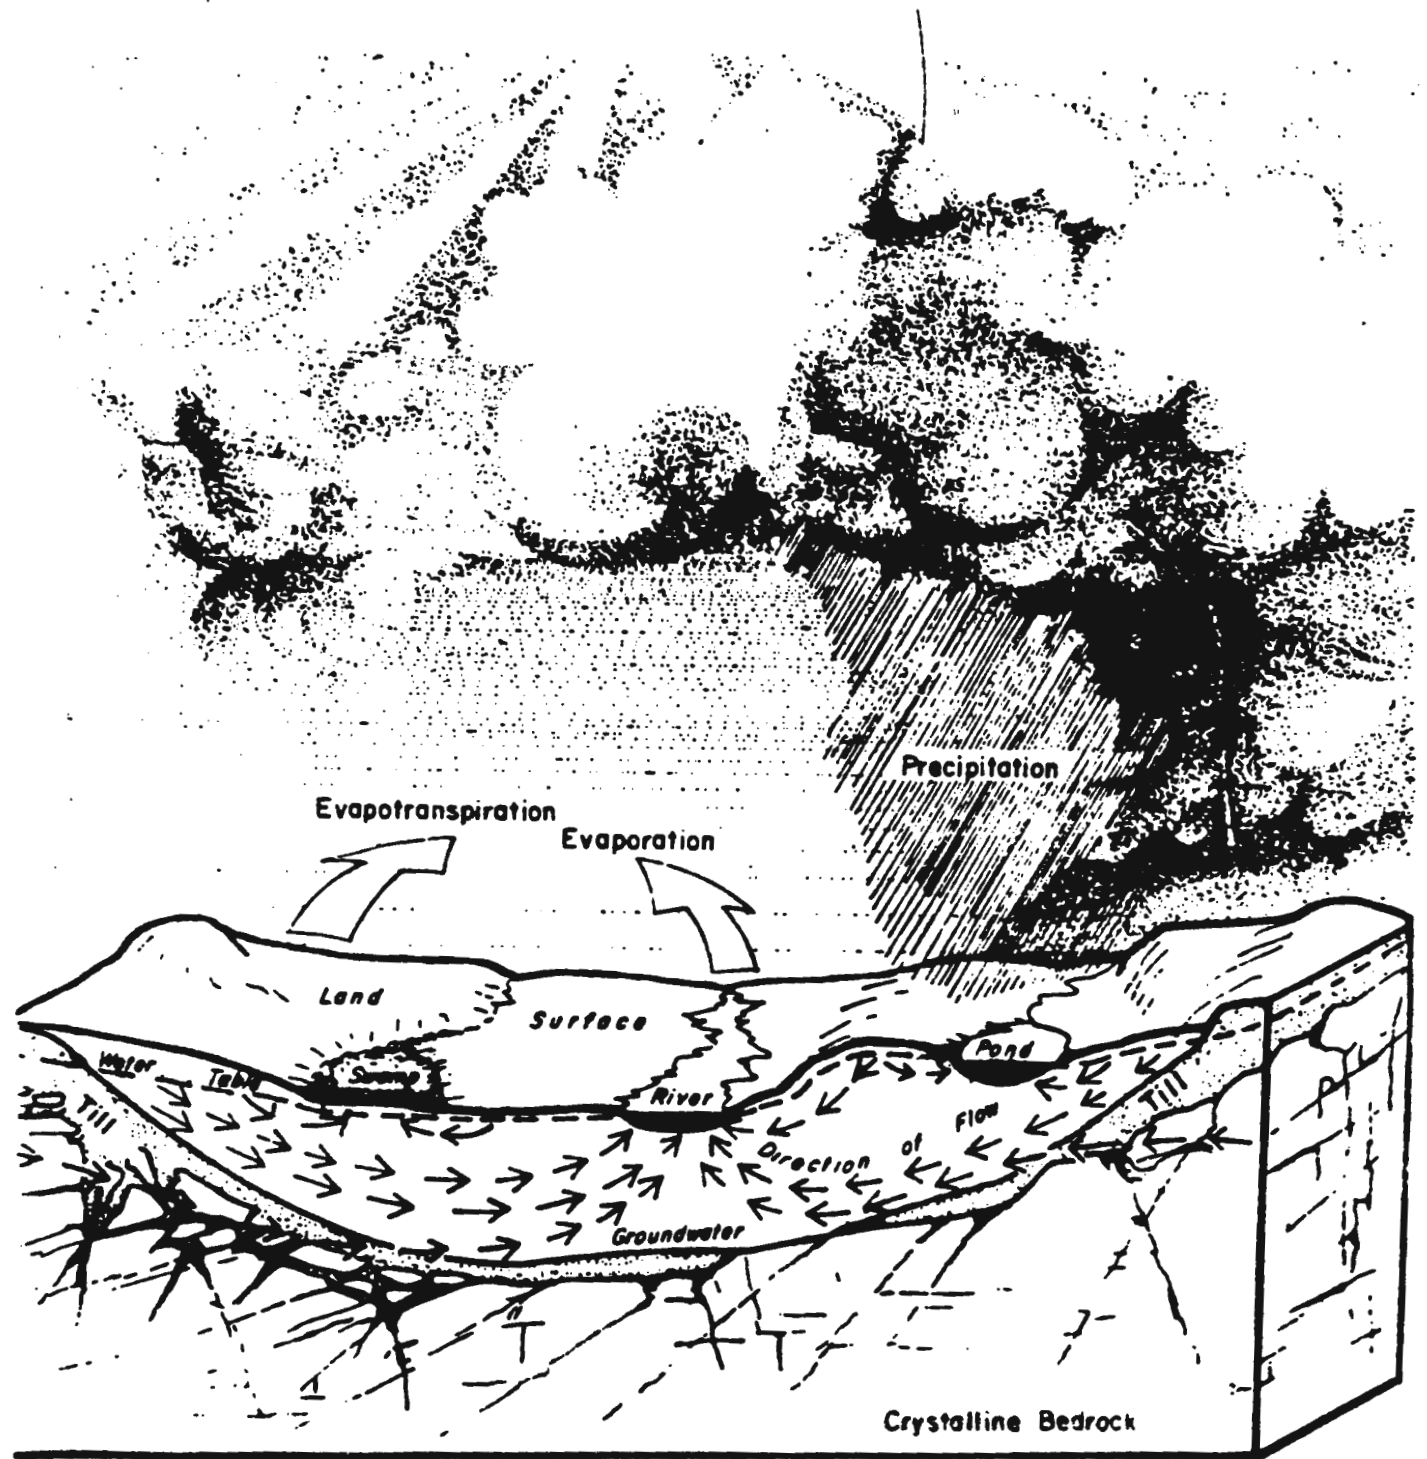 Precipitation
Evapotranspiration
Evaporation
Land
Surface
Pond
Water Table
Swamp
River
Till
Till
Direction of Flow
Groundwater
Crystalline Bedrock